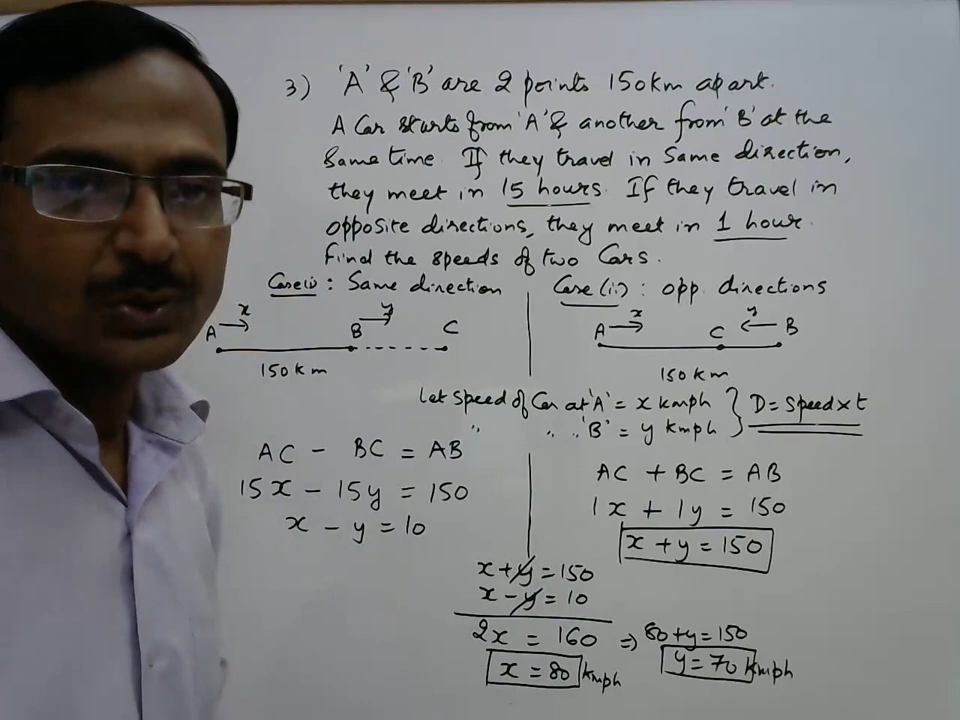 3) 'A' & 'B' are 2 points 150km apart.
A Car starts from 'A' & another from 'B' at the
Same time. If they travel in Same direction,
they meet in 15 hours. If they travel in
opposite directions, they meet in 1 hour.
Find the speeds of two Cars.
Case(i) : Same direction
x
y
A
B
C
150 km
Case(ii) : opp. directions
x
y
A
C
B
150 km
Let Speed of Car at 'A' = x kmph } D = Speed × t
" " " 'B' = y kmph
AC - BC = AB
15x - 15y = 150
x - y = 10
AC + BC = AB
1x + 1y = 150
x + y = 150
x + y = 150
x - y = 10
2x = 160 ⇒ 80 + y = 150
x = 80 kmph
y = 70 kmph